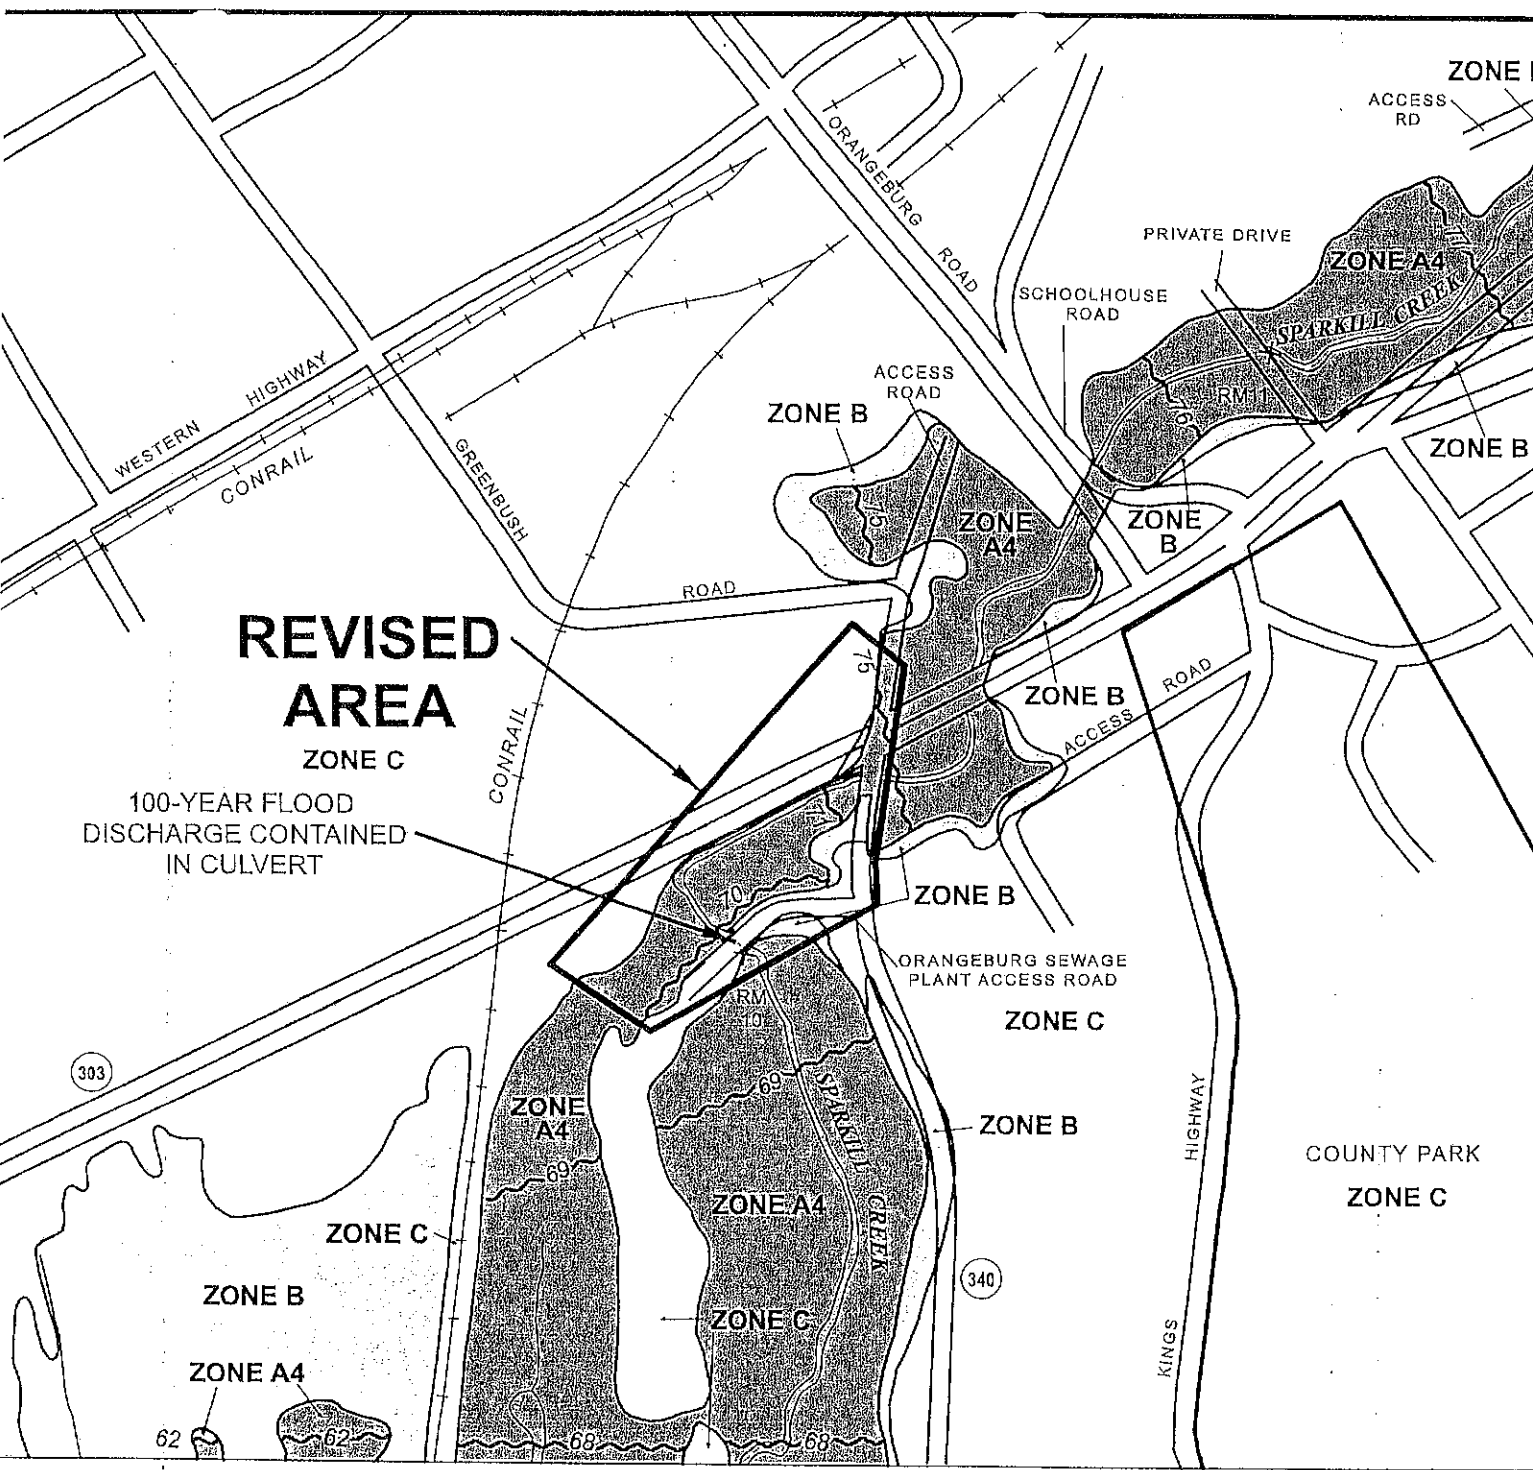 ZONE
ACCESS
RD
ORANGEBURG
ROAD
PRIVATE DRIVE
ZONE A4
77
SPARKILL CREEK
SCHOOLHOUSE
ROAD
WESTERN HIGHWAY
CONRAIL
ACCESS
ROAD
ZONE B
RM11
76
ZONE B
GREENBUSH
ROAD
75
ZONE
A4
ZONE
B
REVISED
AREA
ZONE C
75
ZONE B
ACCESS ROAD
CONRAIL
100-YEAR FLOOD
DISCHARGE CONTAINED
IN CULVERT
70
ZONE B
ORANGEBURG SEWAGE
PLANT ACCESS ROAD
RM
10
ZONE C
303
69
SPARKILL
CREEK
ZONE
A4
69
ZONE B
KINGS HIGHWAY
COUNTY PARK
ZONE C
ZONE A4
ZONE C
340
ZONE B
ZONE C
ZONE A4
62
62
68
68